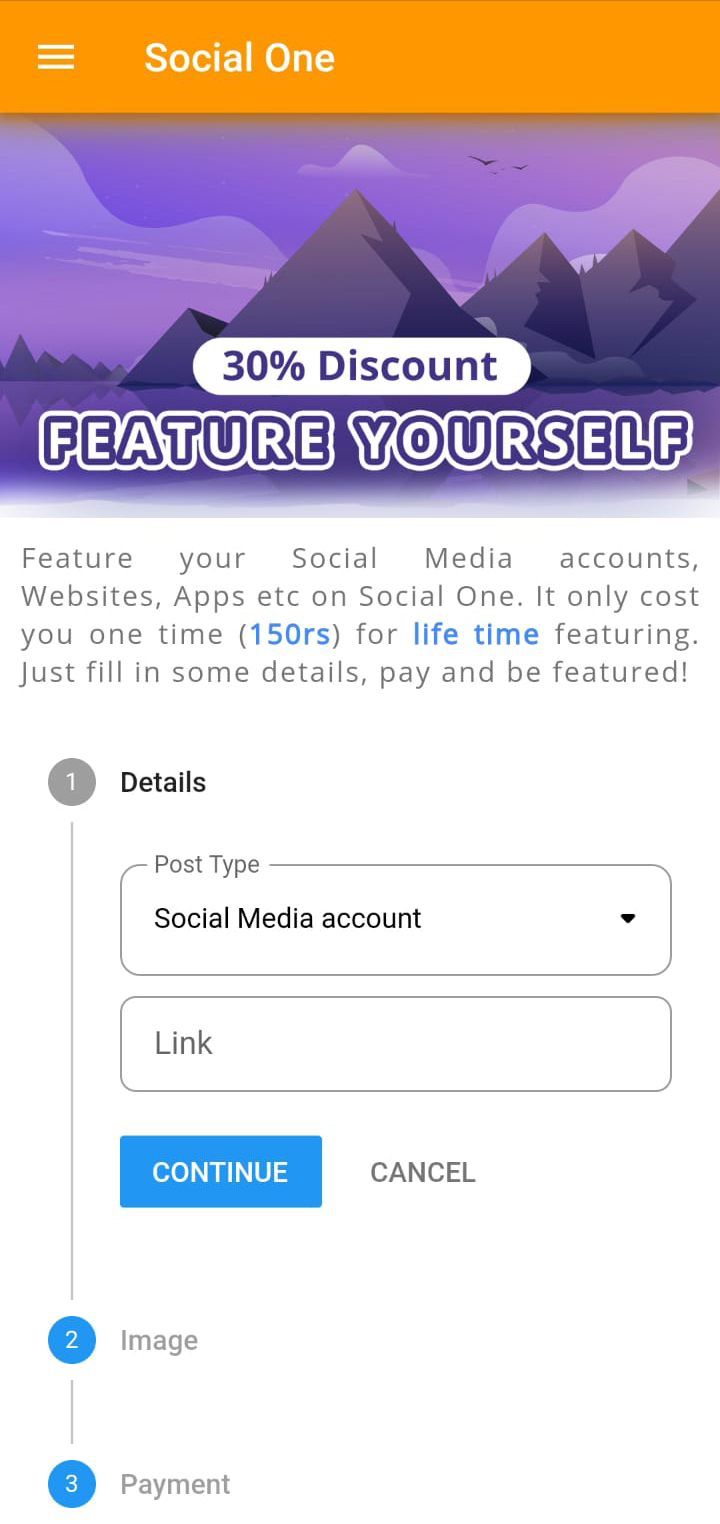 Social One
30% Discount
FEATURE YOURSELF
Feature your Social Media accounts,
Websites, Apps etc on Social One. It only cost
you one time (150rs) for life time featuring.
Just fill in some details, pay and be featured!
1 Details
Post Type
Social Media account
Link
CONTINUE CANCEL
2 Image
3 Payment